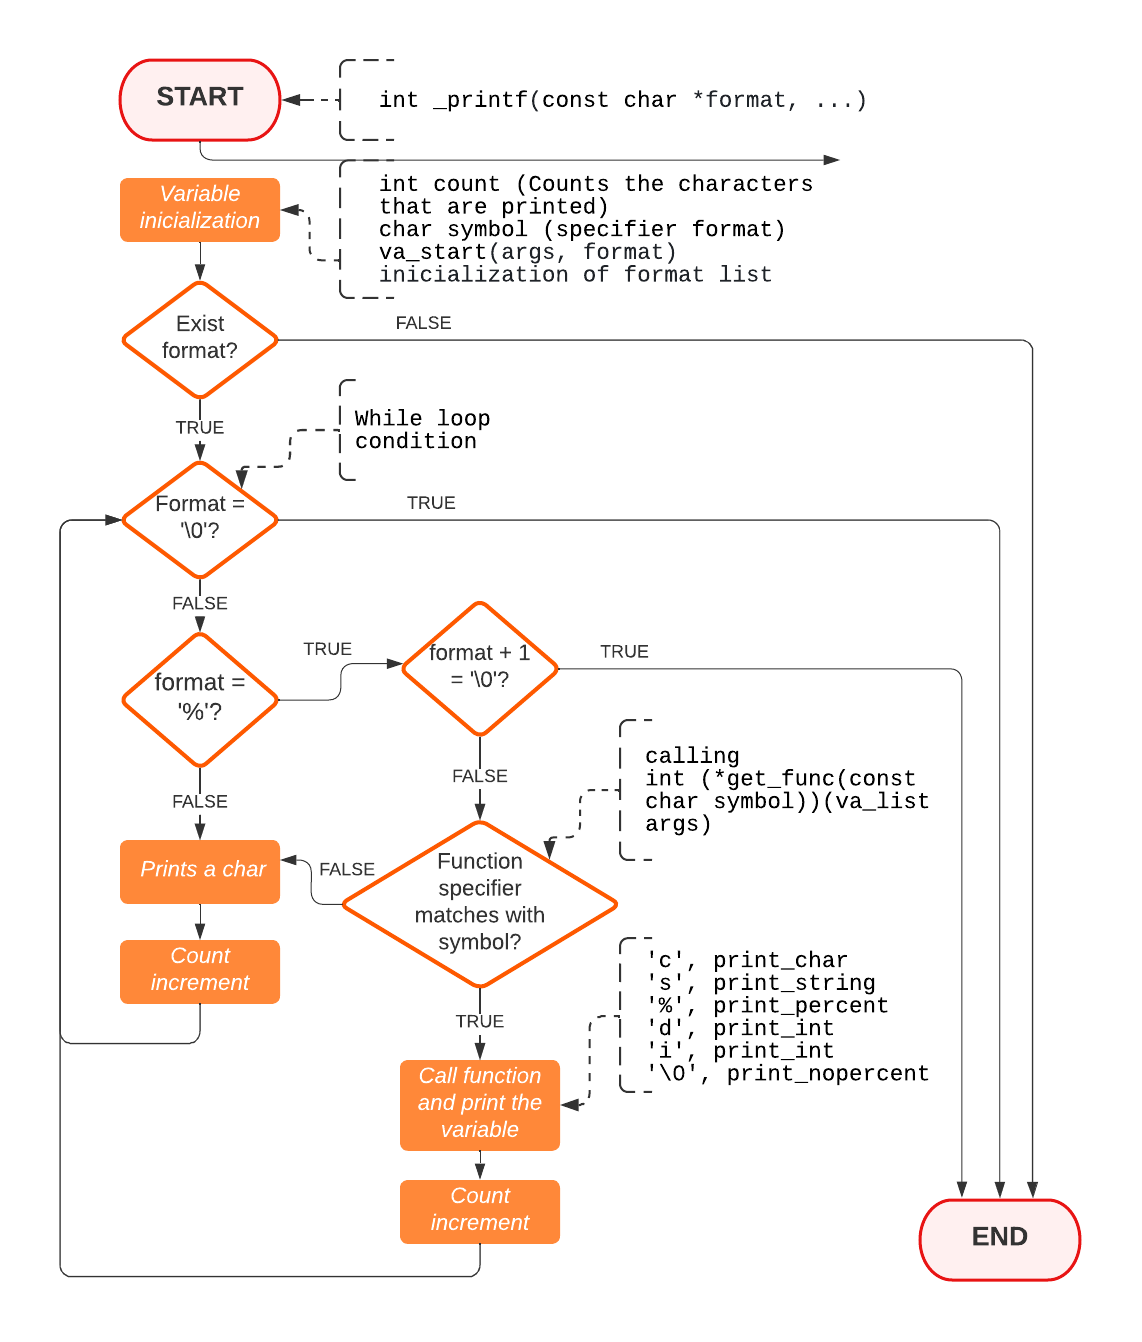 START
int _printf(const char *format, ...)
Variable
inicialization
int count (Counts the characters
that are printed)
char symbol (specifier format)
va_start(args, format)
inicialization of format list
Exist
format?
FALSE
TRUE
While loop
condition
Format =
'\0'?
TRUE
FALSE
format =
'%'?
TRUE
format + 1
= '\0'?
TRUE
FALSE
FALSE
calling
int (*get_func(const
char symbol))(va_list
args)
Prints a char
FALSE
Function
specifier
matches with
symbol?
Count
increment
'c', print_char
's', print_string
'%', print_percent
'd', print_int
'i', print_int
'\O', print_nopercent
TRUE
Call function
and print the
variable
Count
increment
END